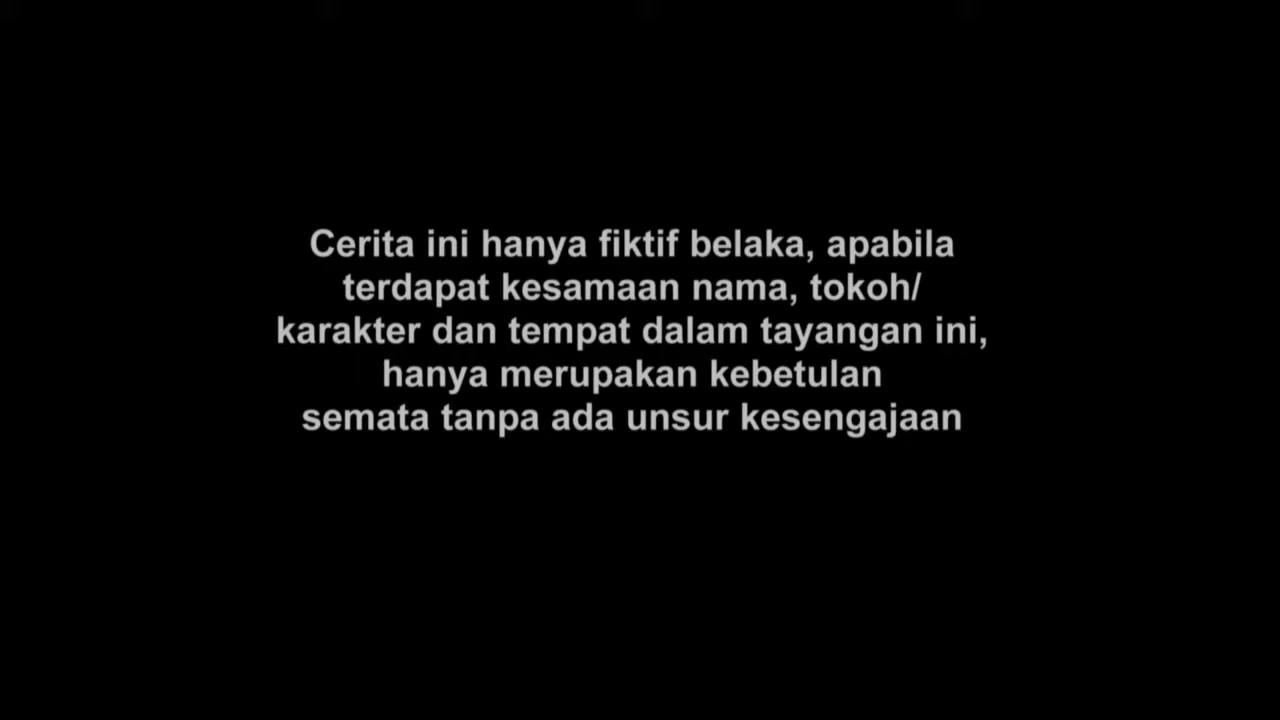 Cerita ini hanya fiktif belaka, apabila
terdapat kesamaan nama, tokoh/
karakter dan tempat dalam tayangan ini,
hanya merupakan kebetulan
semata tanpa ada unsur kesengajaan